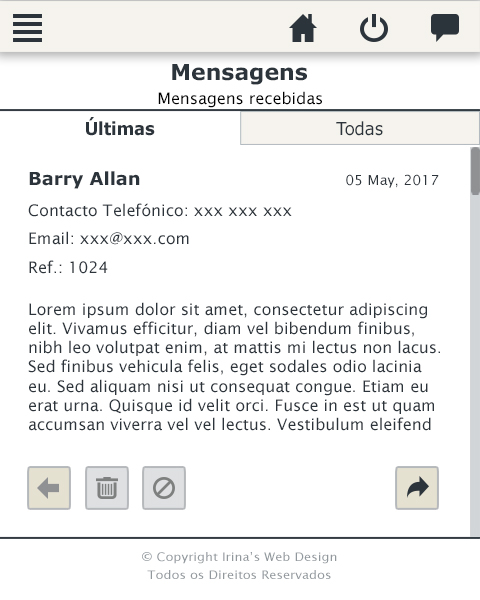 Mensagens
Mensagens recebidas
Últimas
Todas
Barry Allan
05 May, 2017
Contacto Telefónico: xxx xxx xxx
Email: xxx@xxx.com
Ref.: 1024
Lorem ipsum dolor sit amet, consectetur adipiscing
elit. Vivamus efficitur, diam vel bibendum finibus,
nibh leo volutpat enim, at mattis mi lectus non lacus.
Sed finibus vehicula felis, eget sodales odio lacinia
eu. Sed aliquam nisi ut consequat congue. Etiam eu
erat urna. Quisque id velit orci. Fusce in est ut quam
accumsan viverra vel vel lectus. Vestibulum eleifend
© Copyright Irina's Web Design
Todos os Direitos Reservados